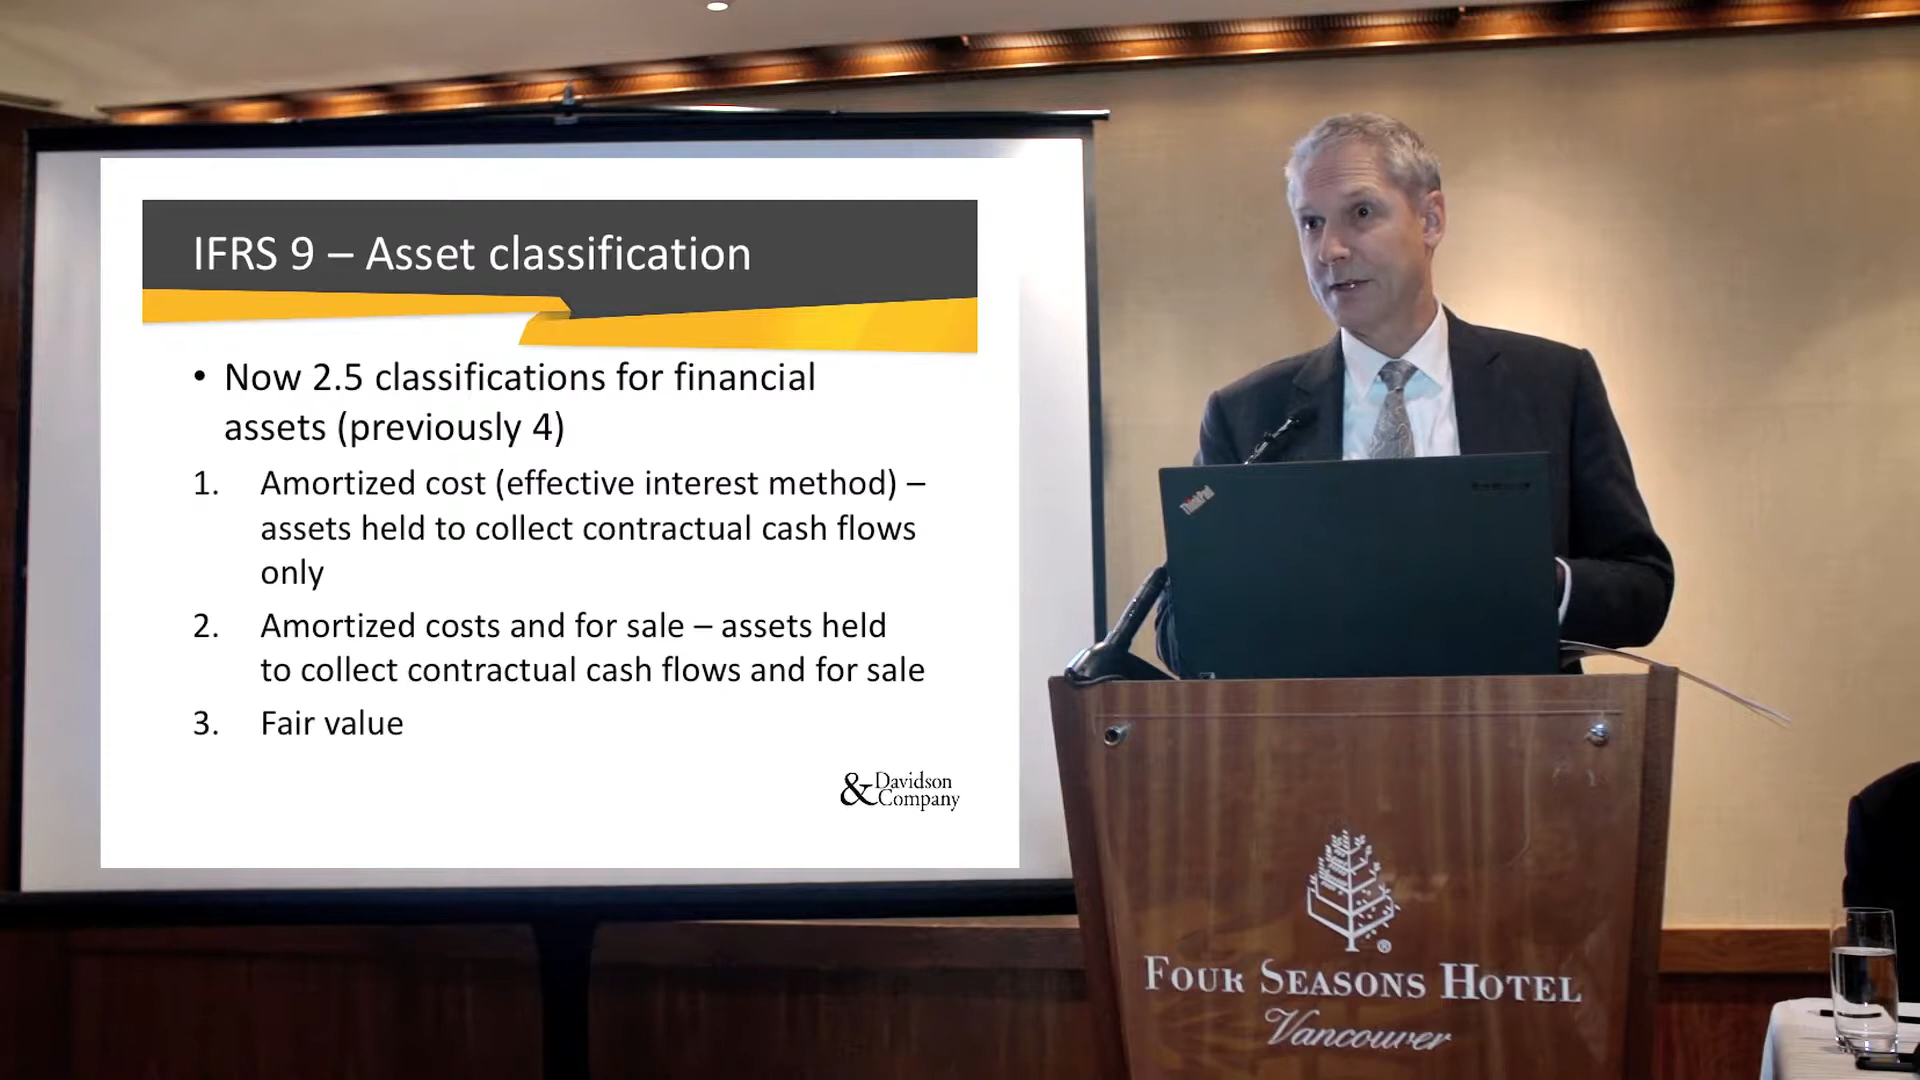 IFRS 9 – Asset classification
• Now 2.5 classifications for financial
assets (previously 4)
1. Amortized cost (effective interest method) –
assets held to collect contractual cash flows
only
2. Amortized costs and for sale – assets held
to collect contractual cash flows and for sale
3. Fair value
& Davidson
Company
ThinkPad
®
FOUR SEASONS HOTEL
Vancouver